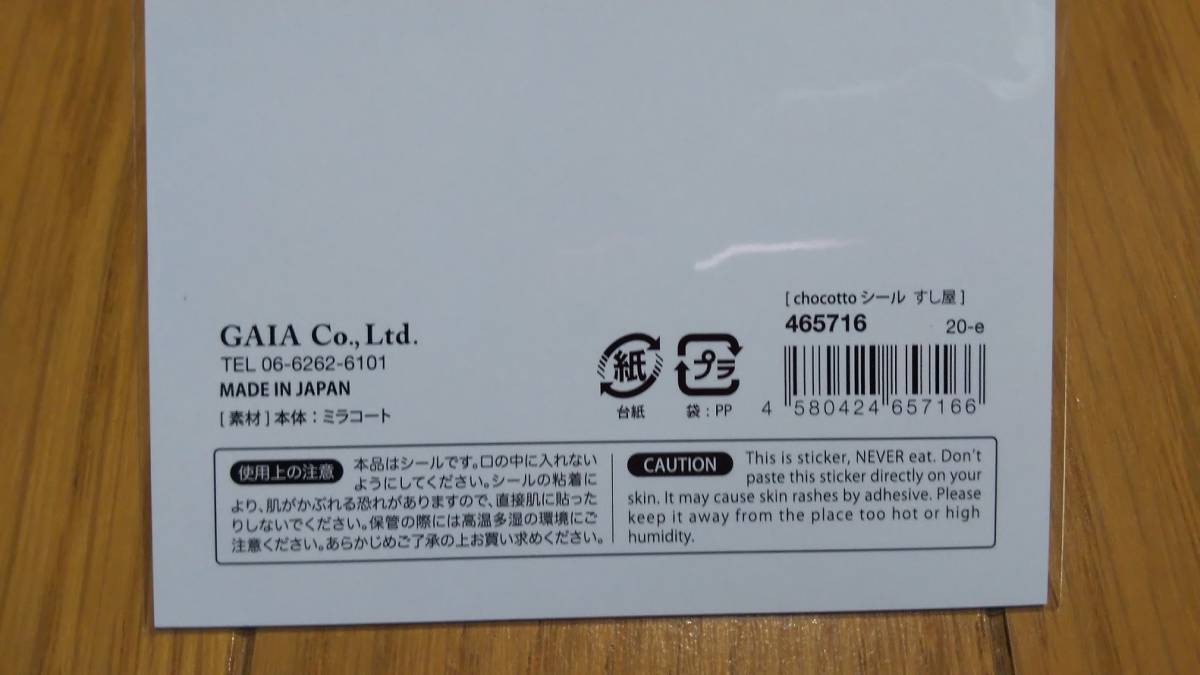 GAIA Co., Ltd.
TEL 06-6262-6101
MADE IN JAPAN
[ 素材 ] 本体：ミラコート
紙
台紙
プラ
袋：PP
[ chocottoシール すし屋 ]
465716 20-e
4 580424 657166
使用上の注意 本品はシールです。口の中に入れない
ようにしてください。シールの粘着に
より、肌がかぶれる恐れがありますので、直接肌に貼った
りしないでください。保管の際には高温多湿の環境にご
注意ください。あらかじめご了承の上お買い求めください。
CAUTION This is sticker, NEVER eat. Don't
paste this sticker directly on your
skin. It may cause skin rashes by adhesive. Please
keep it away from the place too hot or high
humidity.